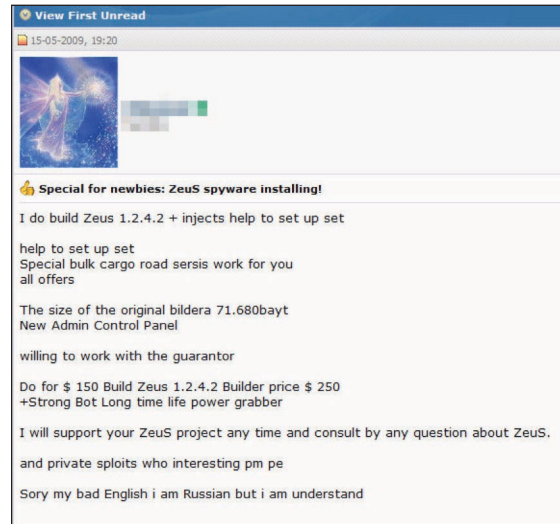 View First Unread
15-05-2009, 19:20
Special for newbies: ZeuS spyware installing!
I do build Zeus 1.2.4.2 + injects help to set up set
help to set up set
Special bulk cargo road sersis work for you
all offers
The size of the original bildera 71.680bayt
New Admin Control Panel
willing to work with the guarantor
Do for $ 150 Build Zeus 1.2.4.2 Builder price $ 250
+Strong Bot Long time life power grabber
I will support your ZeuS project any time and consult by any question about ZeuS.
and private sploits who interesting pm pe
Sory my bad English i am Russian but i am understand